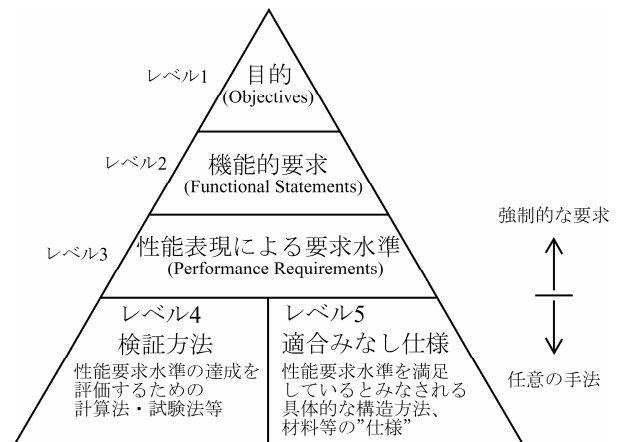 レベル1
目的
(Objectives)
レベル2
機能的要求
(Functional Statements)
レベル3
性能表現による要求水準
(Performance Requirements)
レベル4
検証方法
性能要求水準の達成を
評価するための
計算法・試験法等
レベル5
適合みなし仕様
性能要求水準を満足
しているとみなされる
具体的な構造方法、
材料等の”仕様”
強制的な要求
任意の手法